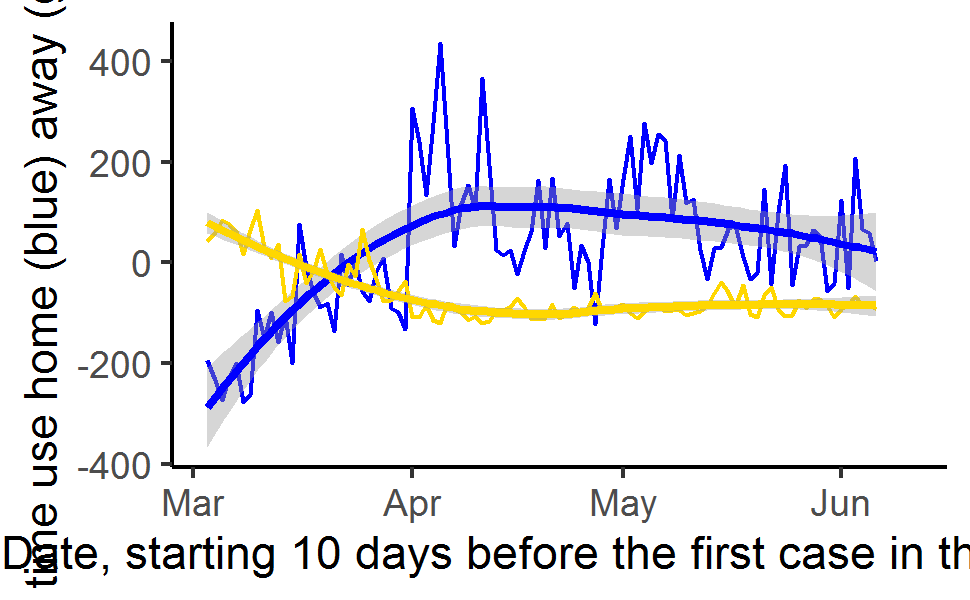 time use home (blue) away (g
400
200
0
-200
-400
Mar Apr May Jun
Date, starting 10 days before the first case in th